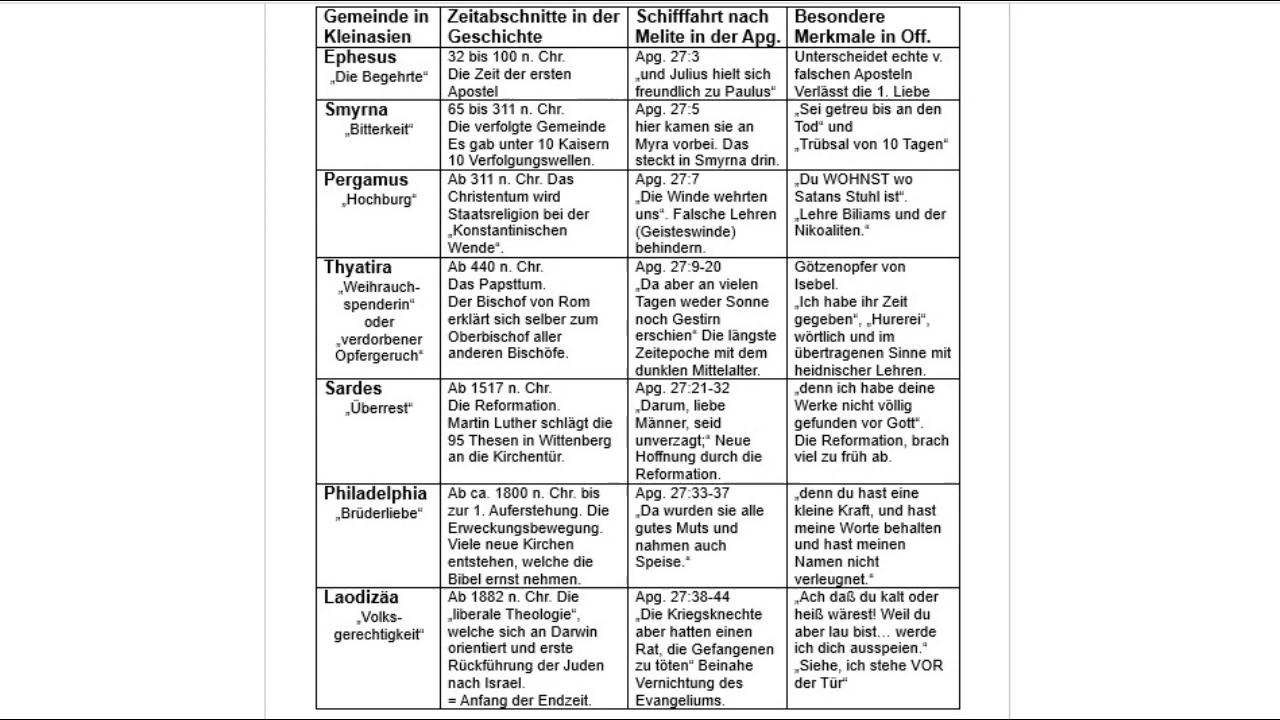 Gemeinde in Kleinasien
Zeitabschnitte in der Geschichte
Schifffahrt nach Melite in der Apg.
Besondere Merkmale in Off.
Ephesus
„Die Begehrte“
32 bis 100 n. Chr.
Die Zeit der ersten
Apostel
Apg. 27:3
„und Julius hielt sich
freundlich zu Paulus“
Unterscheidet echte v.
falschen Aposteln
Verlässt die 1. Liebe
Smyrna
„Bitterkeit“
65 bis 311 n. Chr.
Die verfolgte Gemeinde
Es gab unter 10 Kaisern
10 Verfolgungswellen.
Apg. 27:5
hier kamen sie an
Myra vorbei. Das
steckt in Smyrna drin.
„Sei getreu bis an den
Tod“ und
„Trübsal von 10 Tagen“
Pergamus
„Hochburg“
Ab 311 n. Chr. Das
Christentum wird
Staatsreligion bei der
„Konstantinischen
Wende“.
Apg. 27:7
„Die Winde wehrten
uns“. Falsche Lehren
(Geisteswinde)
behindern.
„Du WOHNST wo
Satans Stuhl ist“.
„Lehre Biliams und der
Nikoaliten.“
Thyatira
„Weihrauch-
spenderin“
oder
„verdorbener
Opfergeruch“
Ab 440 n. Chr.
Das Papsttum.
Der Bischof von Rom
erklärt sich selber zum
Oberbischof aller
anderen Bischöfe.
Apg. 27:9-20
„Da aber an vielen
Tagen weder Sonne
noch Gestirn
erschien“ Die längste
Zeitepoche mit dem
dunklen Mittelalter.
Götzenopfer von
Isebel.
„Ich habe ihr Zeit
gegeben“, „Hurerei“,
wörtlich und im
übertragenen Sinne mit
heidnischer Lehren.
Sardes
„Überrest“
Ab 1517 n. Chr.
Die Reformation.
Martin Luther schlägt die
95 Thesen in Wittenberg
an die Kirchentür.
Apg. 27:21-32
„Darum, liebe
Männer, seid
unverzagt;“ Neue
Hoffnung durch die
Reformation.
„denn ich habe deine
Werke nicht völlig
gefunden vor Gott“.
Die Reformation, brach
viel zu früh ab.
Philadelphia
„Brüderliebe“
Ab ca. 1800 n. Chr. bis
zur 1. Auferstehung. Die
Erweckungsbewegung.
Viele neue Kirchen
entstehen, welche die
Bibel ernst nehmen.
Apg. 27:33-37
„Da wurden sie alle
gutes Muts und
nahmen auch
Speise.“
„denn du hast eine
kleine Kraft, und hast
meine Worte behalten
und hast meinen
Namen nicht
verleugnet.“
Laodizäa
„Volks-
gerechtigkeit“
Ab 1882 n. Chr. Die
„liberale Theologie“,
welche sich an Darwin
orientiert und erste
Rückführung der Juden
nach Israel.
= Anfang der Endzeit.
Apg. 27:38-44
„Die Kriegsknechte
aber hatten einen
Rat, die Gefangenen
zu töten“ Beinahe
Vernichtung des
Evangeliums.
„Ach daß du kalt oder
heiß wärest! Weil du
aber lau bist… werde
ich dich ausspeien.“
„Siehe, ich stehe VOR
der Tür“